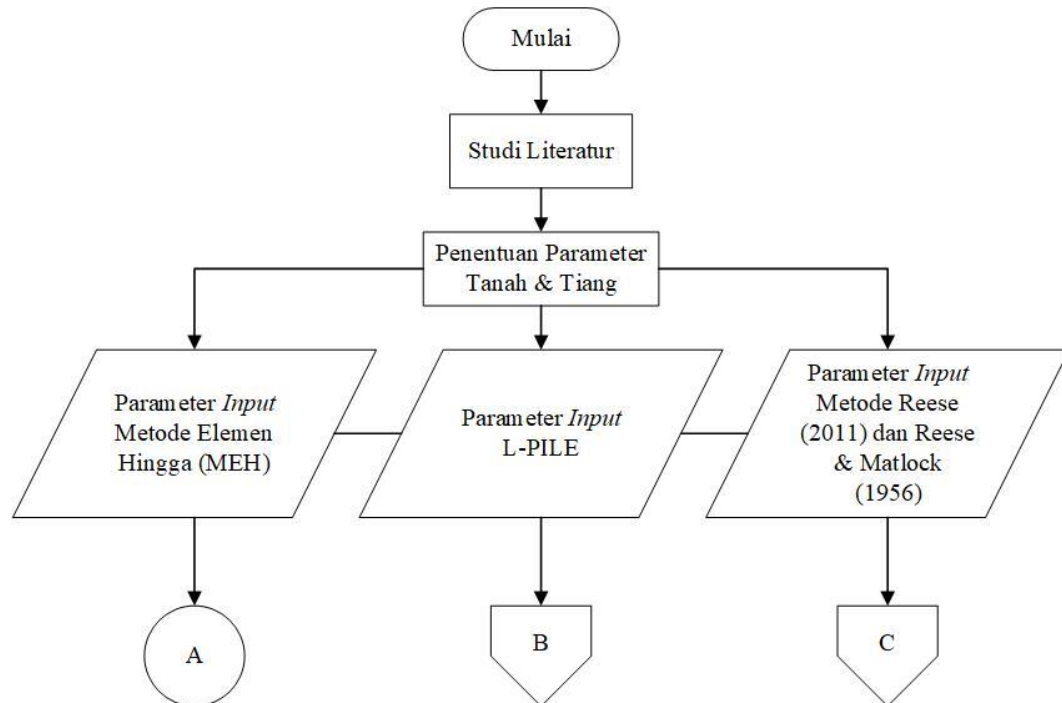 Mulai
Studi Literatur
Penentuan Parameter
Tanah & Tiang
Parameter Input
Metode Elemen
Hingga (MEH)
Parameter Input
L-PILE
Parameter Input
Metode Reese
(2011) dan Reese
& Matlock
(1956)
A
B
C